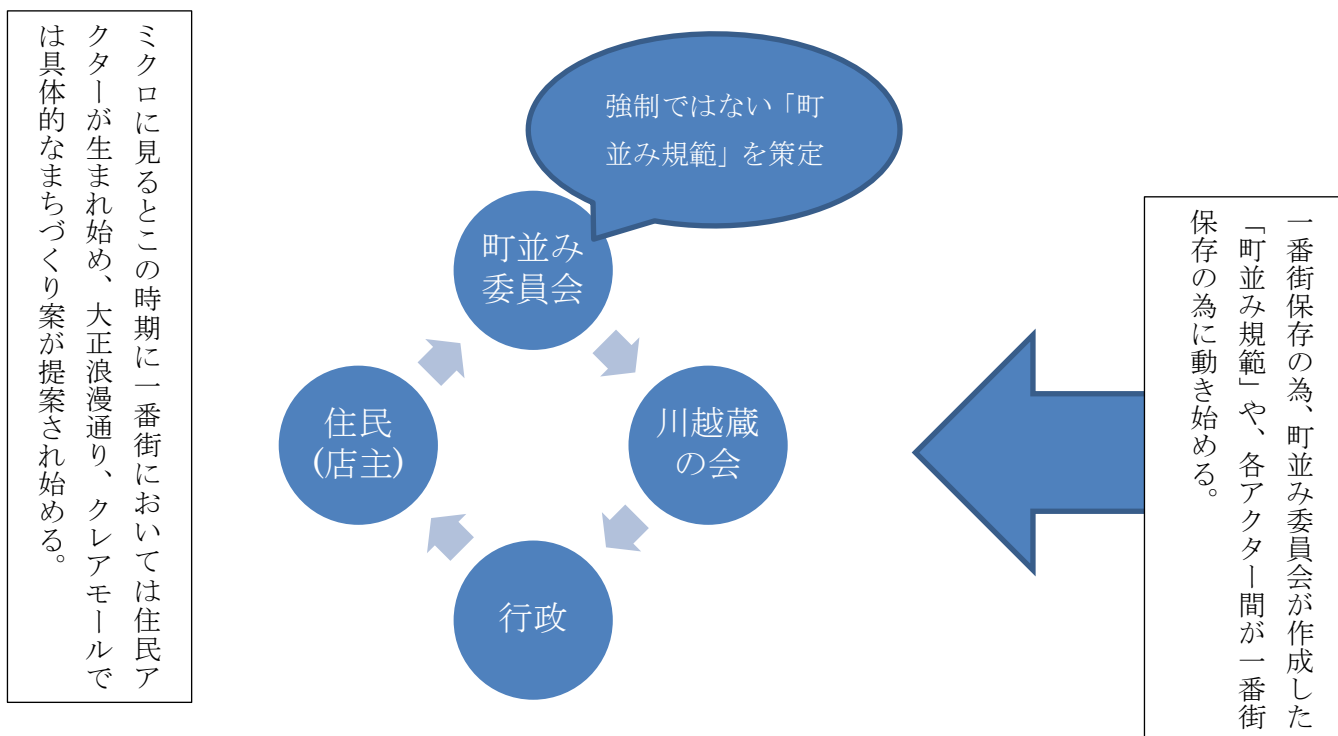 一番街保存の為、町並み委員会が作成した
「町並み規範」や、各アクター間が一番街
保存の為に動き始める。
強制ではない「町
並み規範」を策定
町並み
委員会
川越蔵
の会
行政
住民
(店主)
ミクロに見るとこの時期に一番街においては住民ア
クターが生まれ始め、大正浪漫通り、クレアモールで
は具体的なまちづくり案が提案され始める。